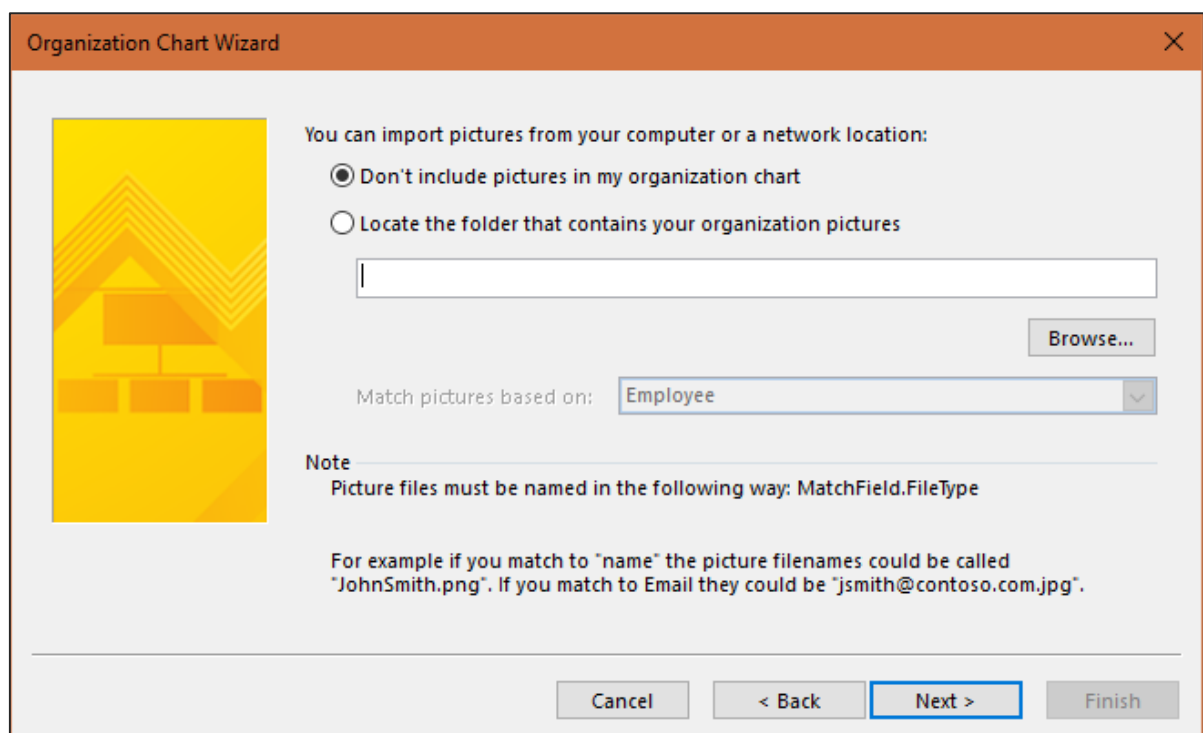 Organization Chart Wizard
You can import pictures from your computer or a network location:
Don't include pictures in my organization chart
Locate the folder that contains your organization pictures
Browse...
Match pictures based on: Employee
Note
Picture files must be named in the following way: MatchField.FileType
For example if you match to "name" the picture filenames could be called
"JohnSmith.png". If you match to Email they could be "jsmith@contoso.com.jpg".
Cancel < Back Next > Finish